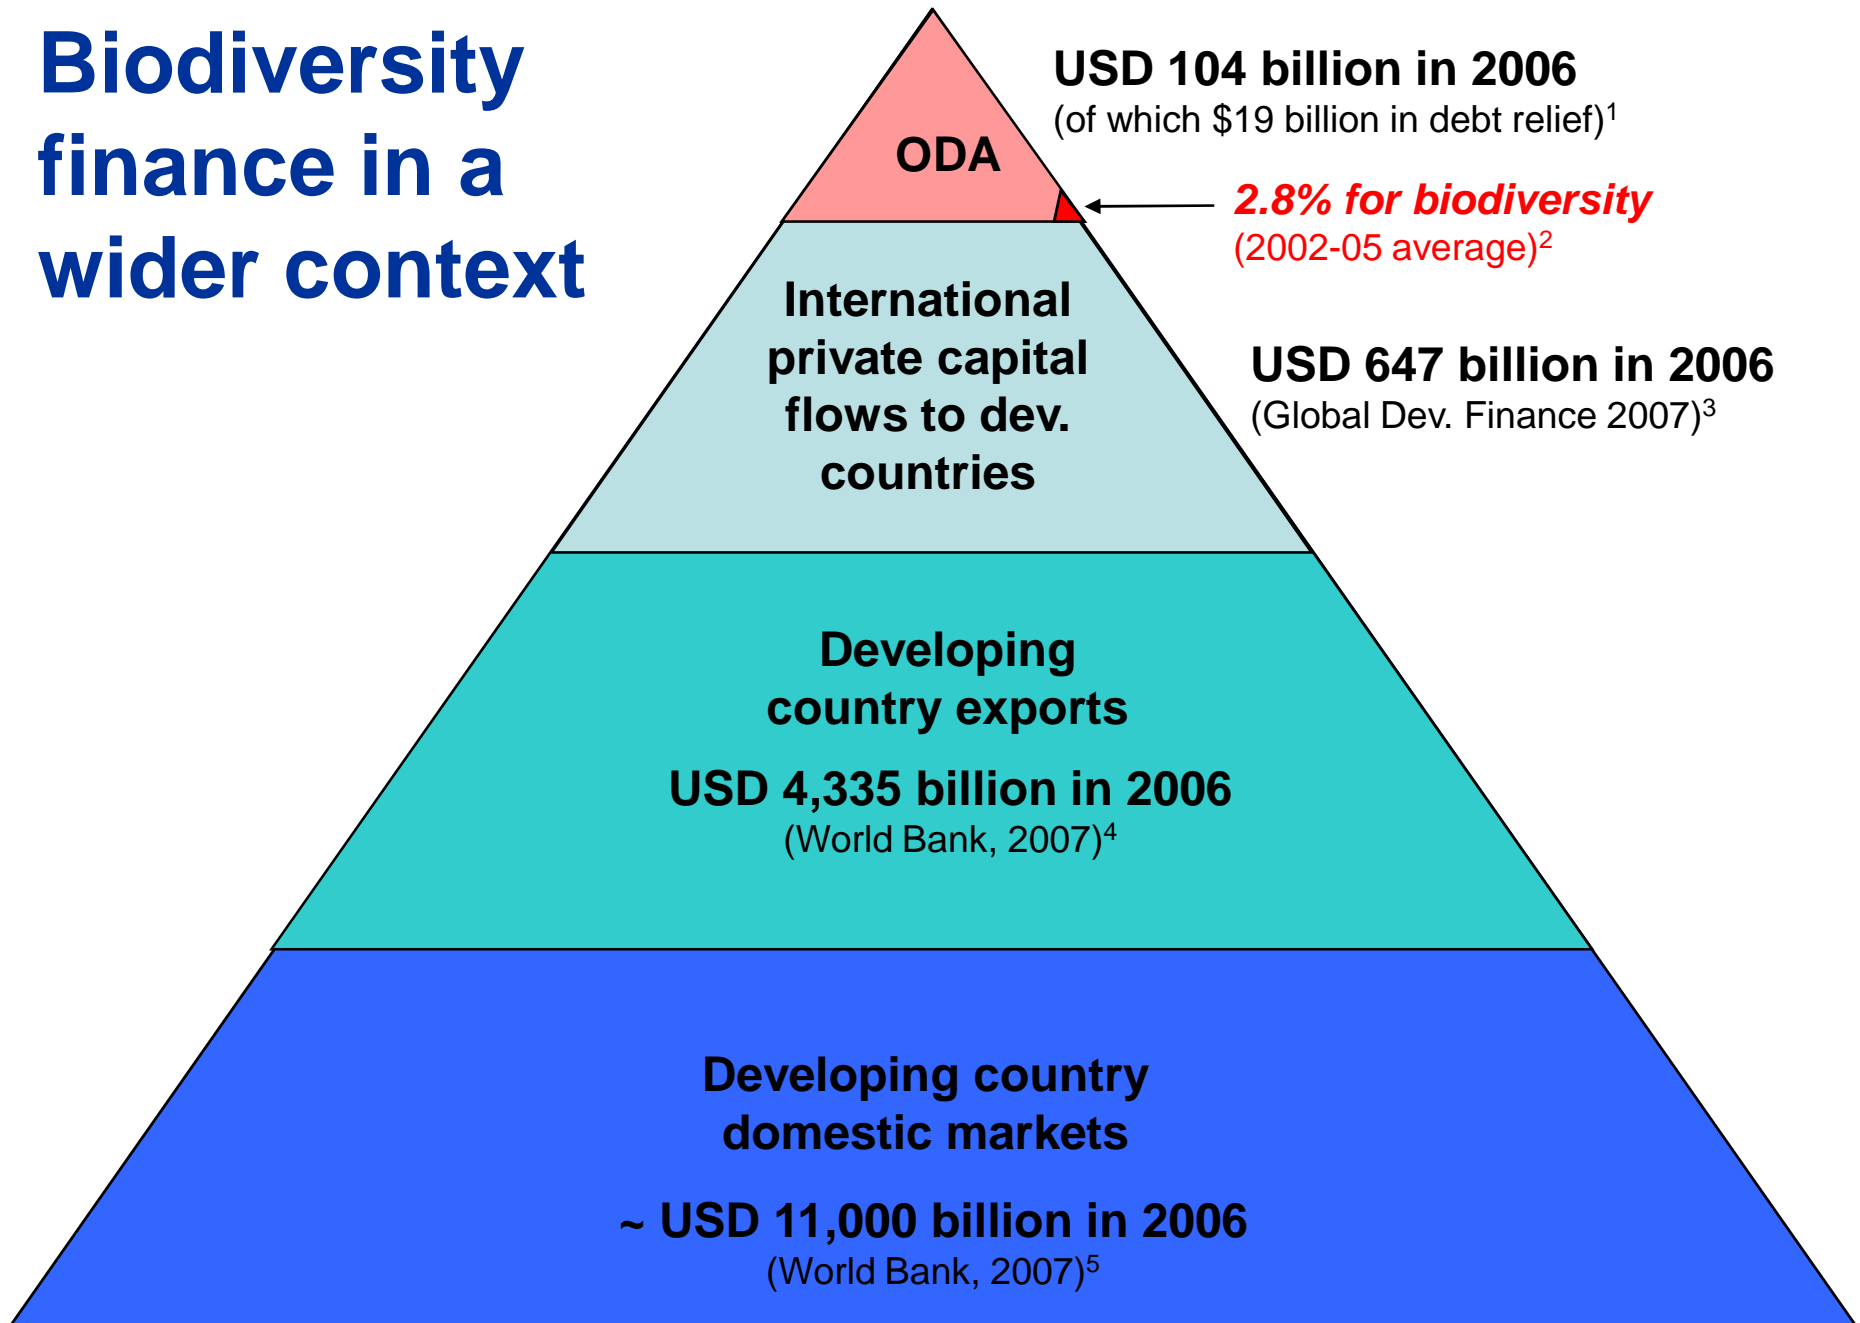 Biodiversity
finance in a
wider context
USD 104 billion in 2006
(of which $19 billion in debt relief)¹
ODA
2.8% for biodiversity
(2002-05 average)²
International
private capital
flows to dev.
countries
USD 647 billion in 2006
(Global Dev. Finance 2007)³
Developing
country exports
USD 4,335 billion in 2006
(World Bank, 2007)⁴
Developing country
domestic markets
~ USD 11,000 billion in 2006
(World Bank, 2007)⁵